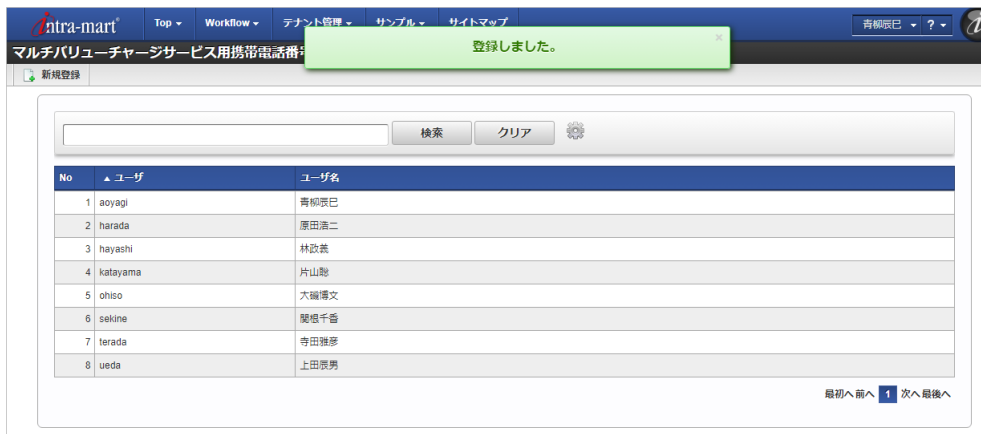 intra-mart® Top Workflow テナント管理 サンプル サイトマップ 青柳辰巳 ?
マルチバリューチャージサービス用携帯電話番号
登録しました。 ×
新規登録
検索 クリア
No ▲ ユーザ ユーザ名
1 aoyagi 青柳辰巳
2 harada 原田浩二
3 hayashi 林政義
4 katayama 片山聡
5 ohiso 大磯博文
6 sekine 関根千香
7 terada 寺田雅彦
8 ueda 上田辰男
最初へ 前へ 1 次へ 最後へ